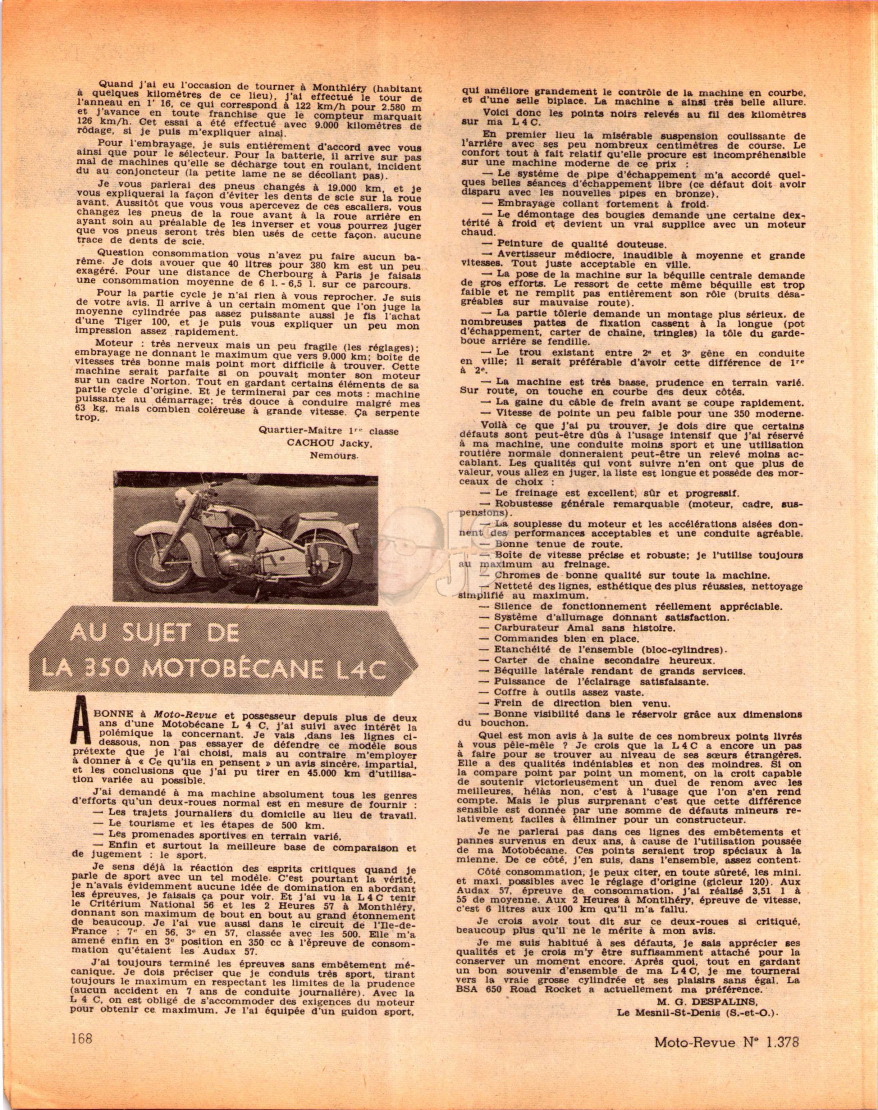 Quand j'ai eu l'occasion de tourner à Monthléry (habitant
à quelques kilomètres de ce lieu), j'ai effectué le tour de
l'anneau en 1' 16, ce qui correspond à 122 km/h pour 2.580 m
et j'avance en toute franchise que le compteur marquait
126 km/h. Cet essai a été effectué avec 9.000 kilomètres de
rôdage, si je puis m'expliquer ainsi.
Pour l'embrayage, je suis entièrement d'accord avec vous
ainsi que pour le sélecteur. Pour la batterie, il arrive sur pas
mal de machines qu'elle se décharge tout en roulant, incident
du au conjoncteur (la petite lame ne se décollant pas).
Je vous parlerai des pneus changés à 19.000 km, et je
vous expliquerai la façon d'éviter les dents de scie sur la roue
avant. Aussitôt que vous vous apercevez de ces escaliers, vous
changez les pneus de la roue avant à la roue arrière en
ayant soin au préalable de les inverser et vous pourrez juger
que vos pneus seront très bien usés de cette façon, aucune
trace de dents de scie.
Question consommation vous n'avez pu faire aucun ba-
rême. Je dois avouer que 40 litres pour 380 km est un peu
exagéré. Pour une distance de Cherbourg à Paris je faisais
une consommation moyenne de 6 l. - 6,5 l. sur ce parcours.
Pour la partie cycle je n'ai rien à vous reprocher. Je suis
de votre avis. Il arrive à un certain moment que l'on juge la
moyenne cylindrée pas assez puissante aussi je fis l'achat
d'une Tiger 100, et je puis vous expliquer un peu mon
impression assez rapidement.
Moteur : très nerveux mais un peu fragile (les réglages);
embrayage ne donnant le maximum que vers 9.000 km; boîte de
vitesses très bonne mais point mort difficile à trouver. Cette
machine serait parfaite si on pouvait monter son moteur
sur un cadre Norton. Tout en gardant certains éléments de sa
partie cycle d'origine. Et je terminerai par ces mots : machine
puissante au démarrage; très douce à conduire malgré mes
63 kg, mais combien coléreuse à grande vitesse. Ça serpente
trop.
Quartier-Maître 1re classe
CACHOU Jacky,
Nemours.
AU SUJET DE
LA 350 MOTOBÉCANE L4C
ABONNE à Moto-Revue et possesseur depuis plus de deux
ans d'une Motobécane L 4 C, j'ai suivi avec intérêt la
polémique la concernant. Je vais ,dans les lignes ci-
dessous, non pas essayer de défendre ce modèle sous
prétexte que je l'ai choisi, mais au contraire m'employer
à donner à « Ce qu'ils en pensent » un avis sincère, impartial,
et les conclusions que j'ai pu tirer en 45.000 km d'utilisa-
tion variée au possible.
J'ai demandé à ma machine absolument tous les genres
d'efforts qu'un deux-roues normal est en mesure de fournir :
— Les trajets journaliers du domicile au lieu de travail.
— Le tourisme et les étapes de 500 km.
— Les promenades sportives en terrain varié.
— Enfin et surtout la meilleure base de comparaison et
de jugement : le sport.
Je sens déjà la réaction des esprits critiques quand je
parle de sport avec un tel modèle. C'est pourtant la vérité,
je n'avais évidemment aucune idée de domination en abordant
les épreuves, je faisais ça pour voir. Et j'ai vu la L4C tenir
le Critérium National 56 et les 2 Heures 57 à Monthléry,
donnant son maximum de bout en bout au grand étonnement
de beaucoup. Je l'ai vue aussi dans le circuit de l'Ile-de-
France : 7e en 56, 3e en 57, classée avec les 500. Elle m'a
amené enfin en 3e position en 350 cc à l'épreuve de consom-
mation qu'étaient les Audax 57.
J'ai toujours terminé les épreuves sans embêtement mé-
canique. Je dois préciser que je conduis très sport, tirant
toujours le maximum en respectant les limites de la prudence
(aucun accident en 7 ans de conduite journalière). Avec la
L 4 C, on est obligé de s'accommoder des exigences du moteur
pour obtenir ce maximum. Je l'ai équipée d'un guidon sport,
168
qui améliore grandement le contrôle de la machine en courbe,
et d'une selle biplace. La machine a ainsi très belle allure.
Voici donc les points noirs relevés au fil des kilomètres
sur ma L 4 C.
En premier lieu la misérable suspension coulissante de
l'arrière avec ses peu nombreux centimètres de course. Le
confort tout à fait relatif qu'elle procure est incompréhensible
sur une machine moderne de ce prix :
— Le système de pipe d'échappement m'a accordé quel-
ques belles séances d'échappement libre (ce défaut doit avoir
disparu avec les nouvelles pipes en bronze).
— Embrayage collant fortement à froid.
— Le démontage des bougies demande une certaine dex-
térité à froid et devient un vrai supplice avec un moteur
chaud.
— Peinture de qualité douteuse.
— Avertisseur médiocre, inaudible à moyenne et grande
vitesses. Tout juste acceptable en ville.
— La pose de la machine sur la béquille centrale demande
de gros efforts. Le ressort de cette même béquille est trop
faible et ne remplit pas entièrement son rôle (bruits désa-
gréables sur mauvaise route).
— La partie tôlerie demande un montage plus sérieux, de
nombreuses pattes de fixation cassent à la longue (pot
d'échappement, carter de chaîne, tringles) la tôle du garde-
boue arrière se fendille.
— Le trou existant entre 2e et 3e gêne en conduite
en ville; il serait préférable d'avoir cette différence de 1re
à 2e.
— La machine est très basse, prudence en terrain varié.
Sur route, on touche en courbe des deux côtés.
— La gaine du câble de frein avant se coupe rapidement.
— Vitesse de pointe un peu faible pour une 350 moderne.
Voilà ce que j'ai pu trouver, je dois dire que certains
défauts sont peut-être dûs à l'usage intensif que j'ai réservé
à ma machine, une conduite moins sport et une utilisation
routière normale donneraient peut-être un relevé moins ac-
cablant. Les qualités qui vont suivre n'en ont que plus de
valeur, vous allez en juger, la liste est longue et possède des mor-
ceaux de choix :
— Le freinage est excellent, sûr et progressif.
— Robustesse générale remarquable (moteur, cadre, sus-
pensions).
— La souplesse du moteur et les accélérations aisées don-
nent des performances acceptables et une conduite agréable.
— Bonne tenue de route.
— Boîte de vitesse précise et robuste; je l'utilise toujours
au maximum au freinage.
— Chromes de bonne qualité sur toute la machine.
— Netteté des lignes, esthétique des plus réussies, nettoyage
simplifié au maximum.
— Silence de fonctionnement réellement appréciable.
— Système d'allumage donnant satisfaction.
— Carburateur Amal sans histoire.
— Commandes bien en place.
— Etanchéité de l'ensemble (bloc-cylindres).
— Carter de chaîne secondaire heureux.
— Béquille latérale rendant de grands services.
— Puissance de l'éclairage satisfaisante.
— Coffre à outils assez vaste.
— Frein de direction bien venu.
— Bonne visibilité dans le réservoir grâce aux dimensions
du bouchon.
Quel est mon avis à la suite de ces nombreux points livrés
à vous pêle-mêle ? Je crois que la L4C a encore un pas
à faire pour se trouver au niveau de ses sœurs étrangères.
Elle a des qualités indéniables et non des moindres. Si on
la compare point par point un moment, on la croit capable
de soutenir victorieusement un duel de renom avec les
meilleures, hélàs non, c'est à l'usage que l'on s'en rend
compte. Mais le plus surprenant c'est que cette différence
sensible est donnée par une somme de défauts mineurs re-
lativement faciles à éliminer pour un constructeur.
Je ne parlerai pas dans ces lignes des embêtements et
pannes survenus en deux ans, à cause de l'utilisation poussée
de ma Motobécane. Ces points seraient trop spéciaux à la
mienne. De ce côté, j'en suis, dans l'ensemble, assez content.
Côté consommation, je peux citer, en toute sûreté, les mini.
et maxi. possibles avec le réglage d'origine (gicleur 120). Aux
Audax 57, épreuve de consommation, j'ai réalisé 3,51 l à
55 de moyenne. Aux 2 Heures à Montlhéry, épreuve de vitesse,
c'est 6 litres aux 100 km qu'il m'a fallu.
Je crois avoir tout dit sur ce deux-roues si critiqué,
beaucoup plus qu'il ne le mérite à mon avis.
Je me suis habitué à ses défauts, je sais apprécier ses
qualités et je crois m'y être suffisamment attaché pour la
conserver un moment encore. Après quoi, tout en gardant
un bon souvenir d'ensemble de ma L4C, je me tournerai
vers la vraie grosse cylindrée et ses plaisirs sans égal. La
BSA 650 Road Rocket a actuellement ma préférence.
M. G. DESPALINS,
Le Mesnil-St-Denis (S.-et-O.).
Moto-Revue N° 1.378